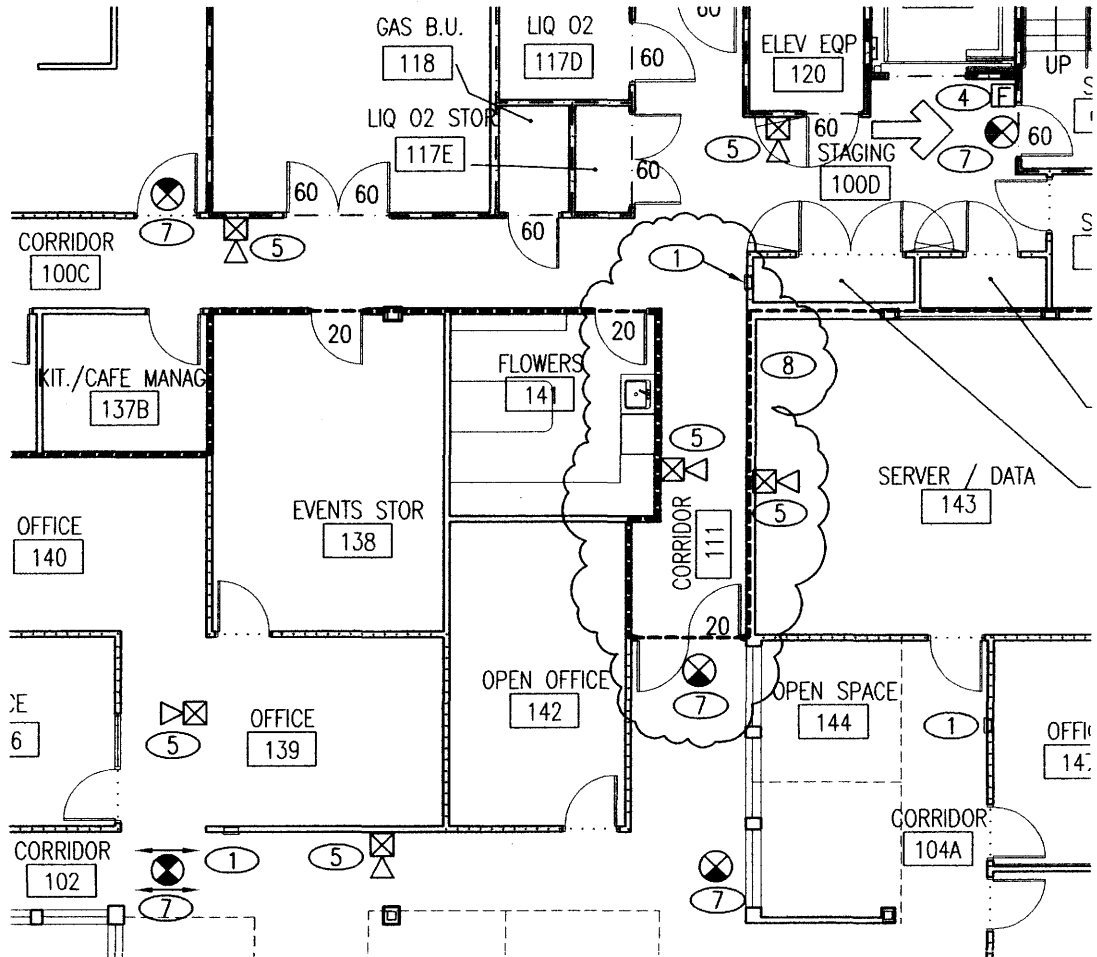 60
GAS B.U.
118
LIQ O2
117D
60
ELEV EQP
120
UP
4
F
LIQ O2 STOR
117E
5
60
STAGING
100D
7
60
60
60
60
7
5
60
CORRIDOR
100C
1
20
20
8
KIT./CAFE MANAG
137B
FLOWERS
141
5
SERVER / DATA
143
5
EVENTS STOR
138
OFFICE
140
CORRIDOR
111
20
OPEN OFFICE
142
7
OPEN SPACE
144
OFFICE
139
5
1
6
CORRIDOR
102
1
5
7
7
CORRIDOR
104A